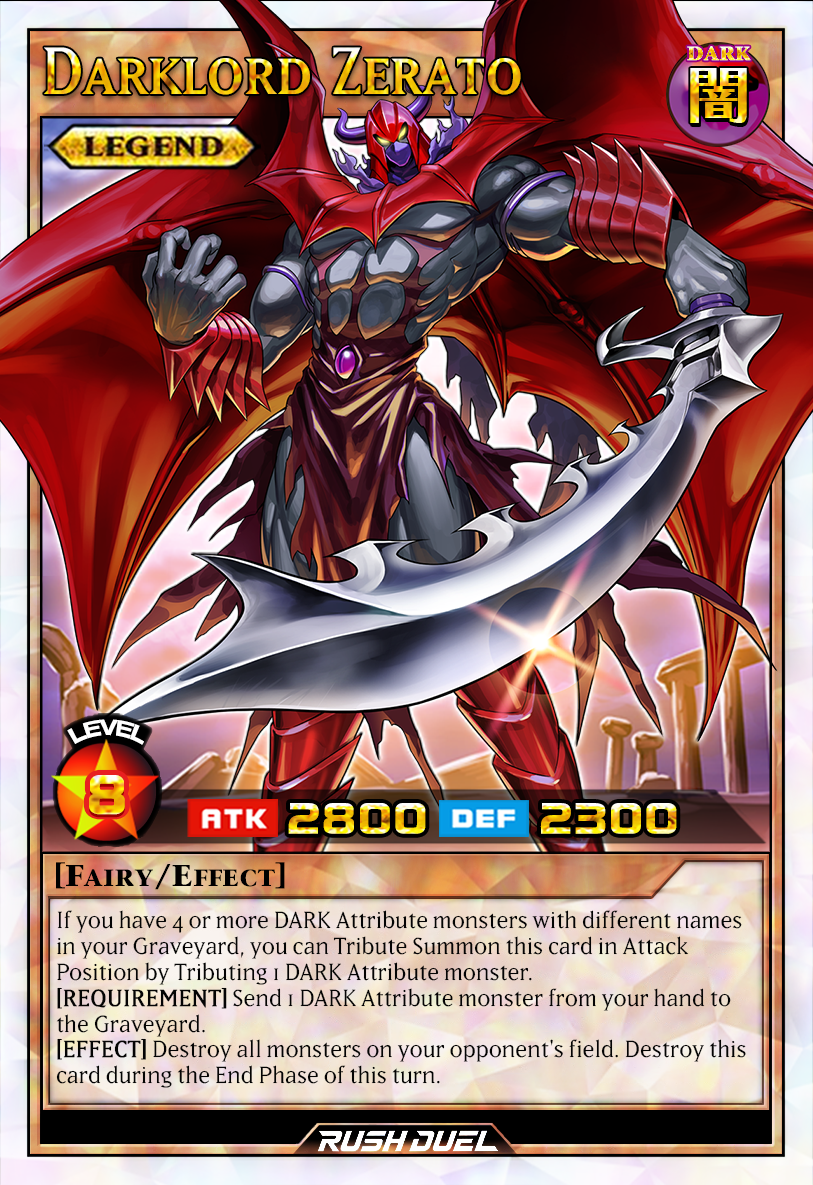 DARKLORD ZERATO
DARK
闇
LEGEND
LEVEL
8
ATK 2800 DEF 2300
[FAIRY/EFFECT]
If you have 4 or more DARK Attribute monsters with different names
in your Graveyard, you can Tribute Summon this card in Attack
Position by Tributing 1 DARK Attribute monster.
[REQUIREMENT] Send 1 DARK Attribute monster from your hand to
the Graveyard.
[EFFECT] Destroy all monsters on your opponent's field. Destroy this
card during the End Phase of this turn.
RUSH DUEL